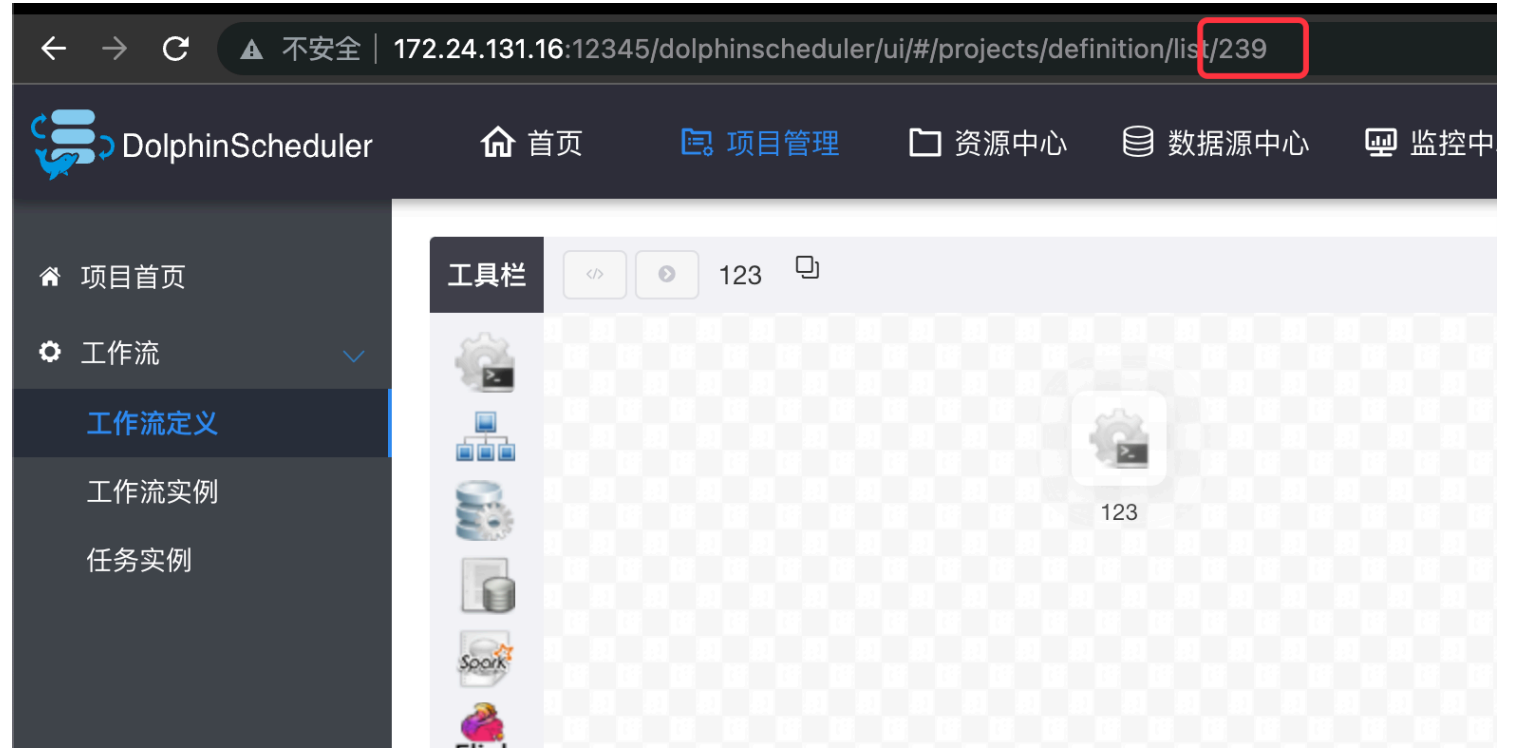 不安全 172.24.131.16:12345/dolphinscheduler/ui/#/projects/definition/list/239
DolphinScheduler 首页 项目管理 资源中心 数据源中心 监控中
项目首页
工具栏 </> 123
工作流
工作流定义
工作流实例
123
任务实例
Spark